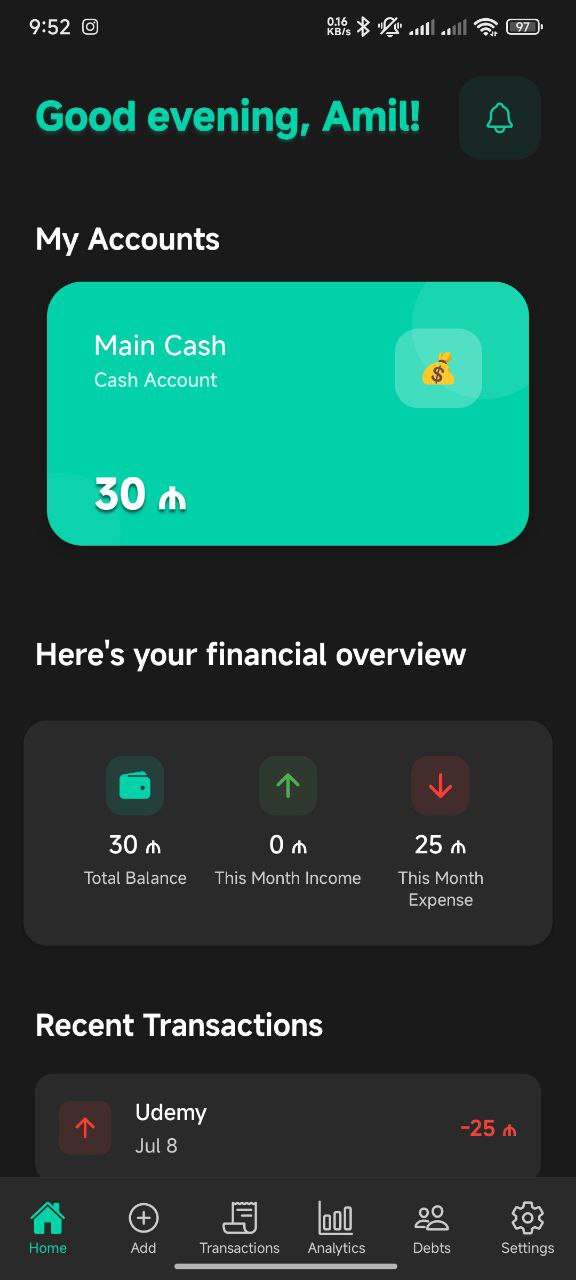 9:52
0.16
KB/s
97
Good evening, Amil!
My Accounts
Main Cash
Cash Account
30 ₼
Here's your financial overview
30 ₼
Total Balance
0 ₼
This Month Income
25 ₼
This Month
Expense
Recent Transactions
Udemy
Jul 8
-25 ₼
Home
Add
Transactions
Analytics
Debts
Settings